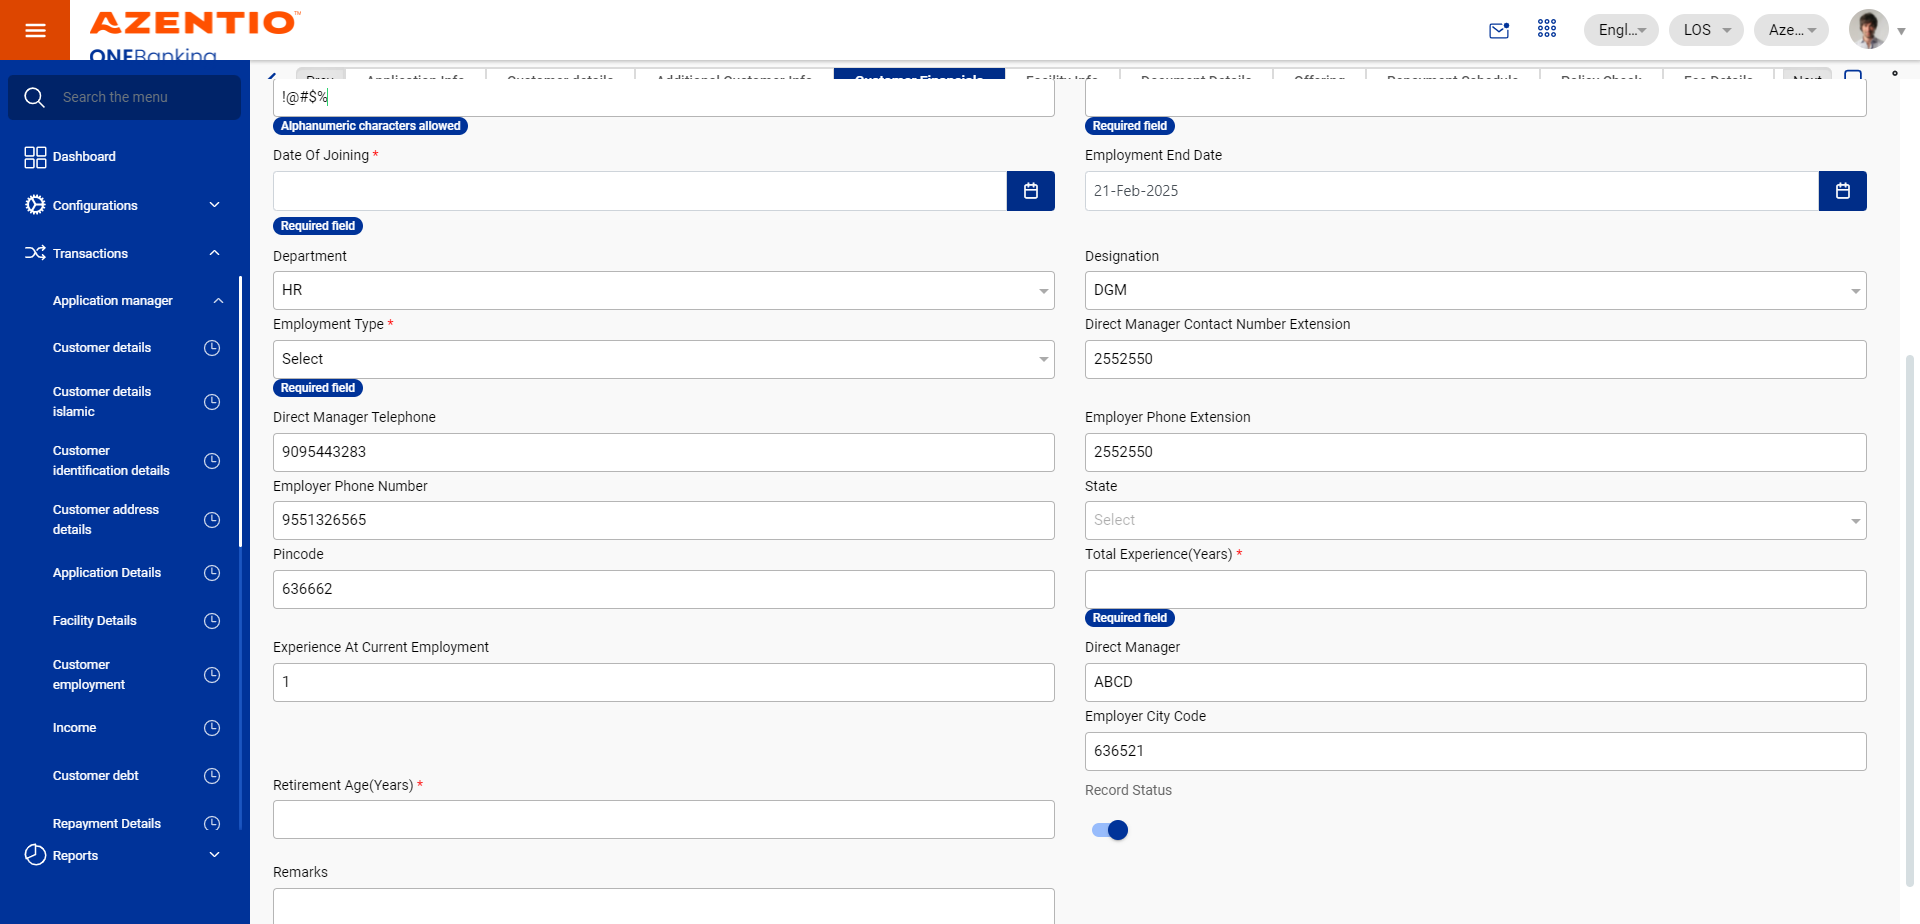 AZENTIO™
ONEBanking
Engl...
LOS
Aze...
Search the menu
Dashboard
Configurations
Transactions
Application manager
Customer details
Customer details
islamic
Customer
identification details
Customer address
details
Application Details
Facility Details
Customer
employment
Income
Customer debt
Repayment Details
Reports
Prev
Application Info
Customer details
Additional Customer Info
Customer Financials
Facility Info
Document Details
Offering
Repayment Schedule
Policy Check
Fee Details
Next
!@#$%
Alphanumeric characters allowed
Required field
Date Of Joining *
Employment End Date
21-Feb-2025
Required field
Department
Designation
HR
DGM
Employment Type *
Direct Manager Contact Number Extension
Select
2552550
Required field
Direct Manager Telephone
Employer Phone Extension
9095443283
2552550
Employer Phone Number
State
9551326565
Select
Pincode
Total Experience(Years) *
636662
Required field
Experience At Current Employment
Direct Manager
1
ABCD
Employer City Code
636521
Retirement Age(Years) *
Record Status
Remarks